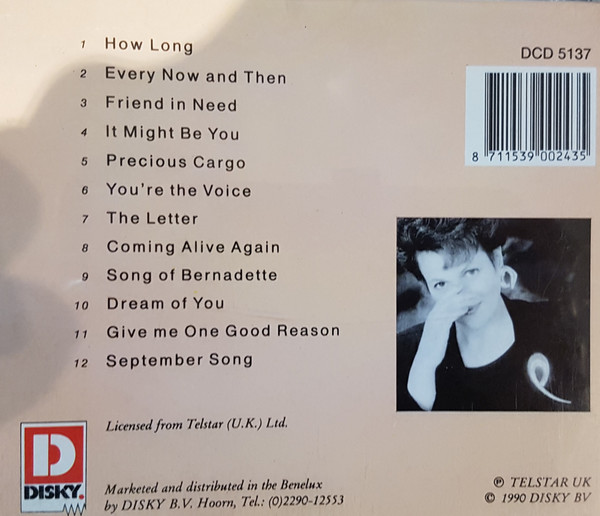 1 How Long
2 Every Now and Then
3 Friend in Need
4 It Might Be You
5 Precious Cargo
6 You're the Voice
7 The Letter
8 Coming Alive Again
9 Song of Bernadette
10 Dream of You
11 Give me One Good Reason
12 September Song
DCD 5137
8 711539 002435
Licensed from Telstar (U.K.) Ltd.
D
DISKY.
Marketed and distributed in the Benelux
by DISKY B.V. Hoorn, Tel.: (0)2290-12553
℗ TELSTAR UK
© 1990 DISKY BV